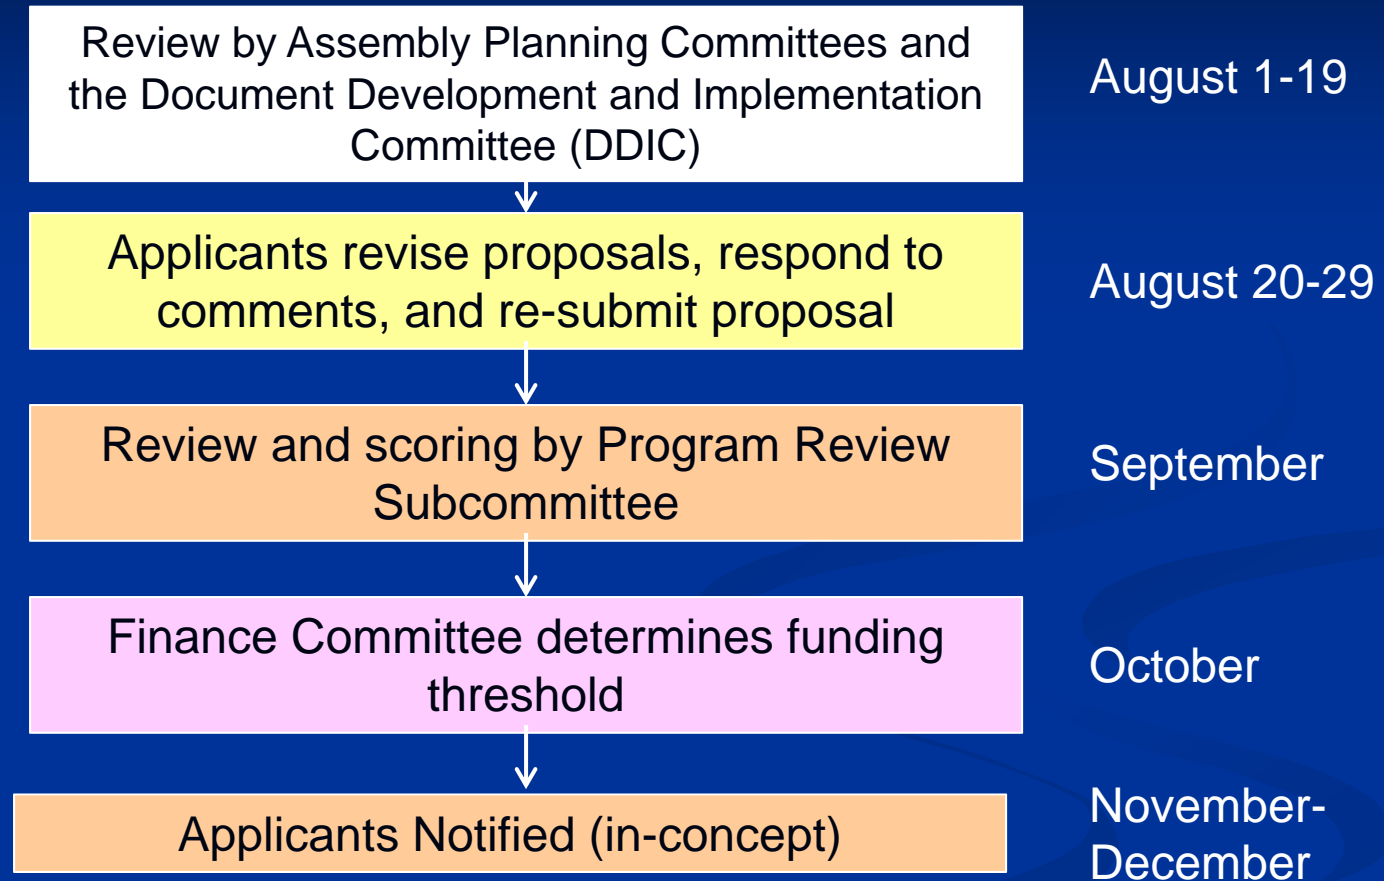 Review by Assembly Planning Committees and
the Document Development and Implementation
Committee (DDIC)
August 1-19
Applicants revise proposals, respond to
comments, and re-submit proposal
August 20-29
Review and scoring by Program Review
Subcommittee
September
Finance Committee determines funding
threshold
October
Applicants Notified (in-concept)
November-
December